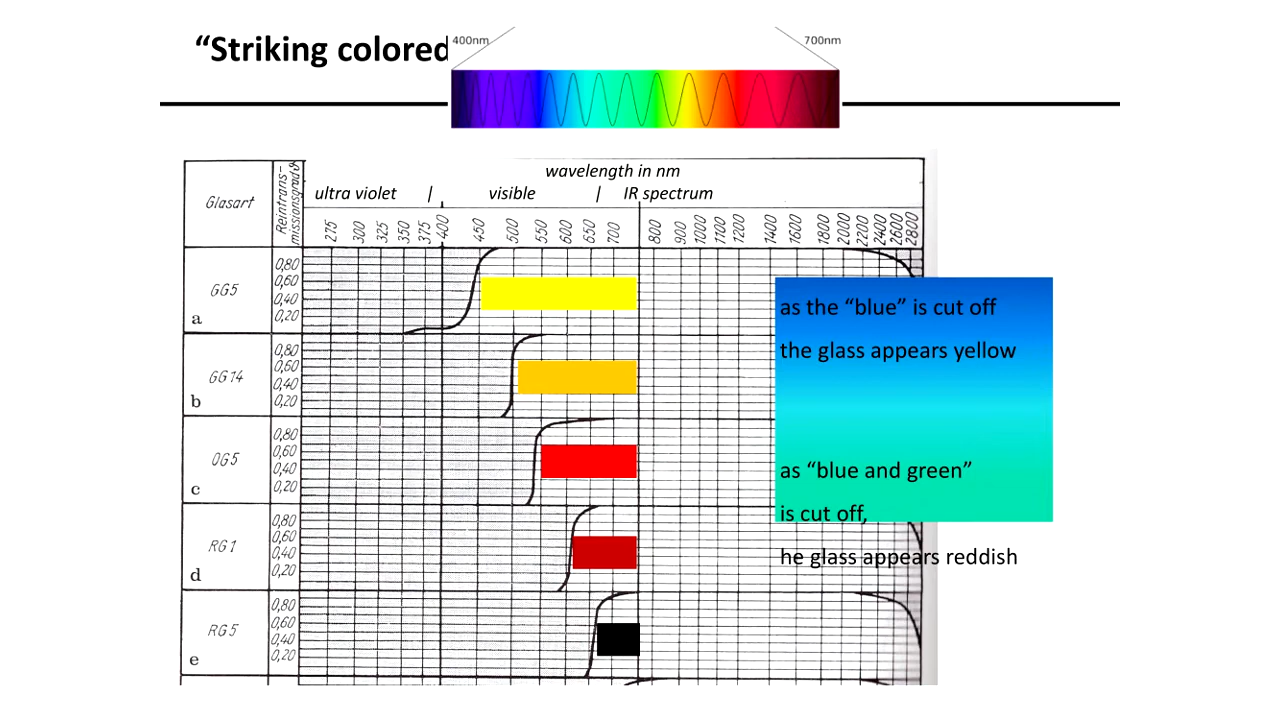 “Striking colored
400nm
700nm
wavelength in nm
ultra violet | visible | IR spectrum
Glasart
Reintrans-
missionsgrad ϑ
275 300 325 350 375 400 450 500 550 600 650 700 800 900 1000 1100 1200 1400 1600 1800 2000 2200 2400 2600 2800
GG5
a
0,80
0,60
0,40
0,20
GG14
b
0,80
0,60
0,40
0,20
OG5
c
0,80
0,60
0,40
0,20
RG1
d
0,80
0,60
0,40
0,20
RG5
e
0,80
0,60
0,40
0,20
as the “blue” is cut off
the glass appears yellow
as “blue and green”
is cut off,
he glass appears reddish